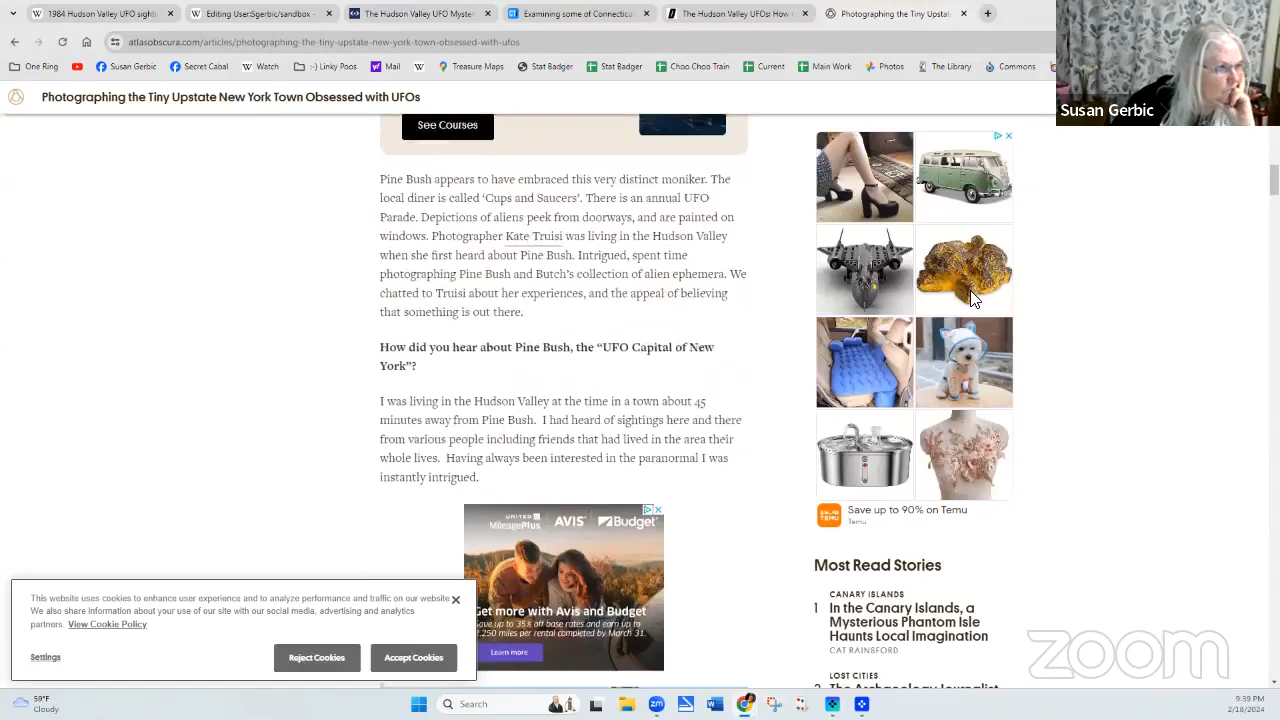 1984 Hudson Valley UFO
UFO
Hudson Valley
UFOs over CT
The Hudson Valley How
Photographing the Tiny
atlasobscura.com/articles/photographing-the-tiny-upstate-new-york-town-obsessed-with-ufos
One Ring
YouTube
Susan Gerbic
Secret Cabal
Writing
:-) Linky Pooo
Mail
Treasure Maps
Stat Badger
Stat Badger
Choo-Choo Train
Current
Main Work
Photos
The Library
Commons
Susan Gerbic
Photographing the Tiny Upstate New York Town Obsessed with UFOs
See Courses
Pine Bush appears to have embraced this very distinct moniker. The
local diner is called ‘Cups and Saucers’. There is an annual UFO
Parade. Depictions of aliens peek from doorways, and are painted on
windows. Photographer Kate Truisi was living in the Hudson Valley
when she first heard about Pine Bush. Intrigued, spent time
photographing Pine Bush and Butch’s collection of alien ephemera. We
chatted to Truisi about her experiences, and the appeal of believing
that something is out there.
How did you hear about Pine Bush, the “UFO Capital of New
York”?
I was living in the Hudson Valley at the time in a town about 45
minutes away from Pine Bush.  I had heard of sightings here and there
from various people including friends that had lived in the area their
whole lives.  Having always been interested in the paranormal I was
instantly intrigued.
UNITED
MileagePlus
AVIS
Budget
Get more with Avis and Budget
Save up to 35% off base rates and earn up to
1,250 miles per rental completed by March 31.
Learn more
TEMU
Save up to 90% on Temu
Temu
Most Read Stories
CANARY ISLANDS
1 In the Canary Islands, a
Mysterious Phantom Isle
Haunts Local Imagination
CAT RAINSFORD
LOST CITIES
The Archaeology Journalist
This website uses cookies to enhance user experience and to analyze performance and traffic on our website.
We also share information about your use of our site with our social media, advertising and analytics
partners. View Cookie Policy
Settings
Reject Cookies
Accept Cookies
zoom
59°F
Cloudy
Search
zm
9:39 PM
2/18/2024